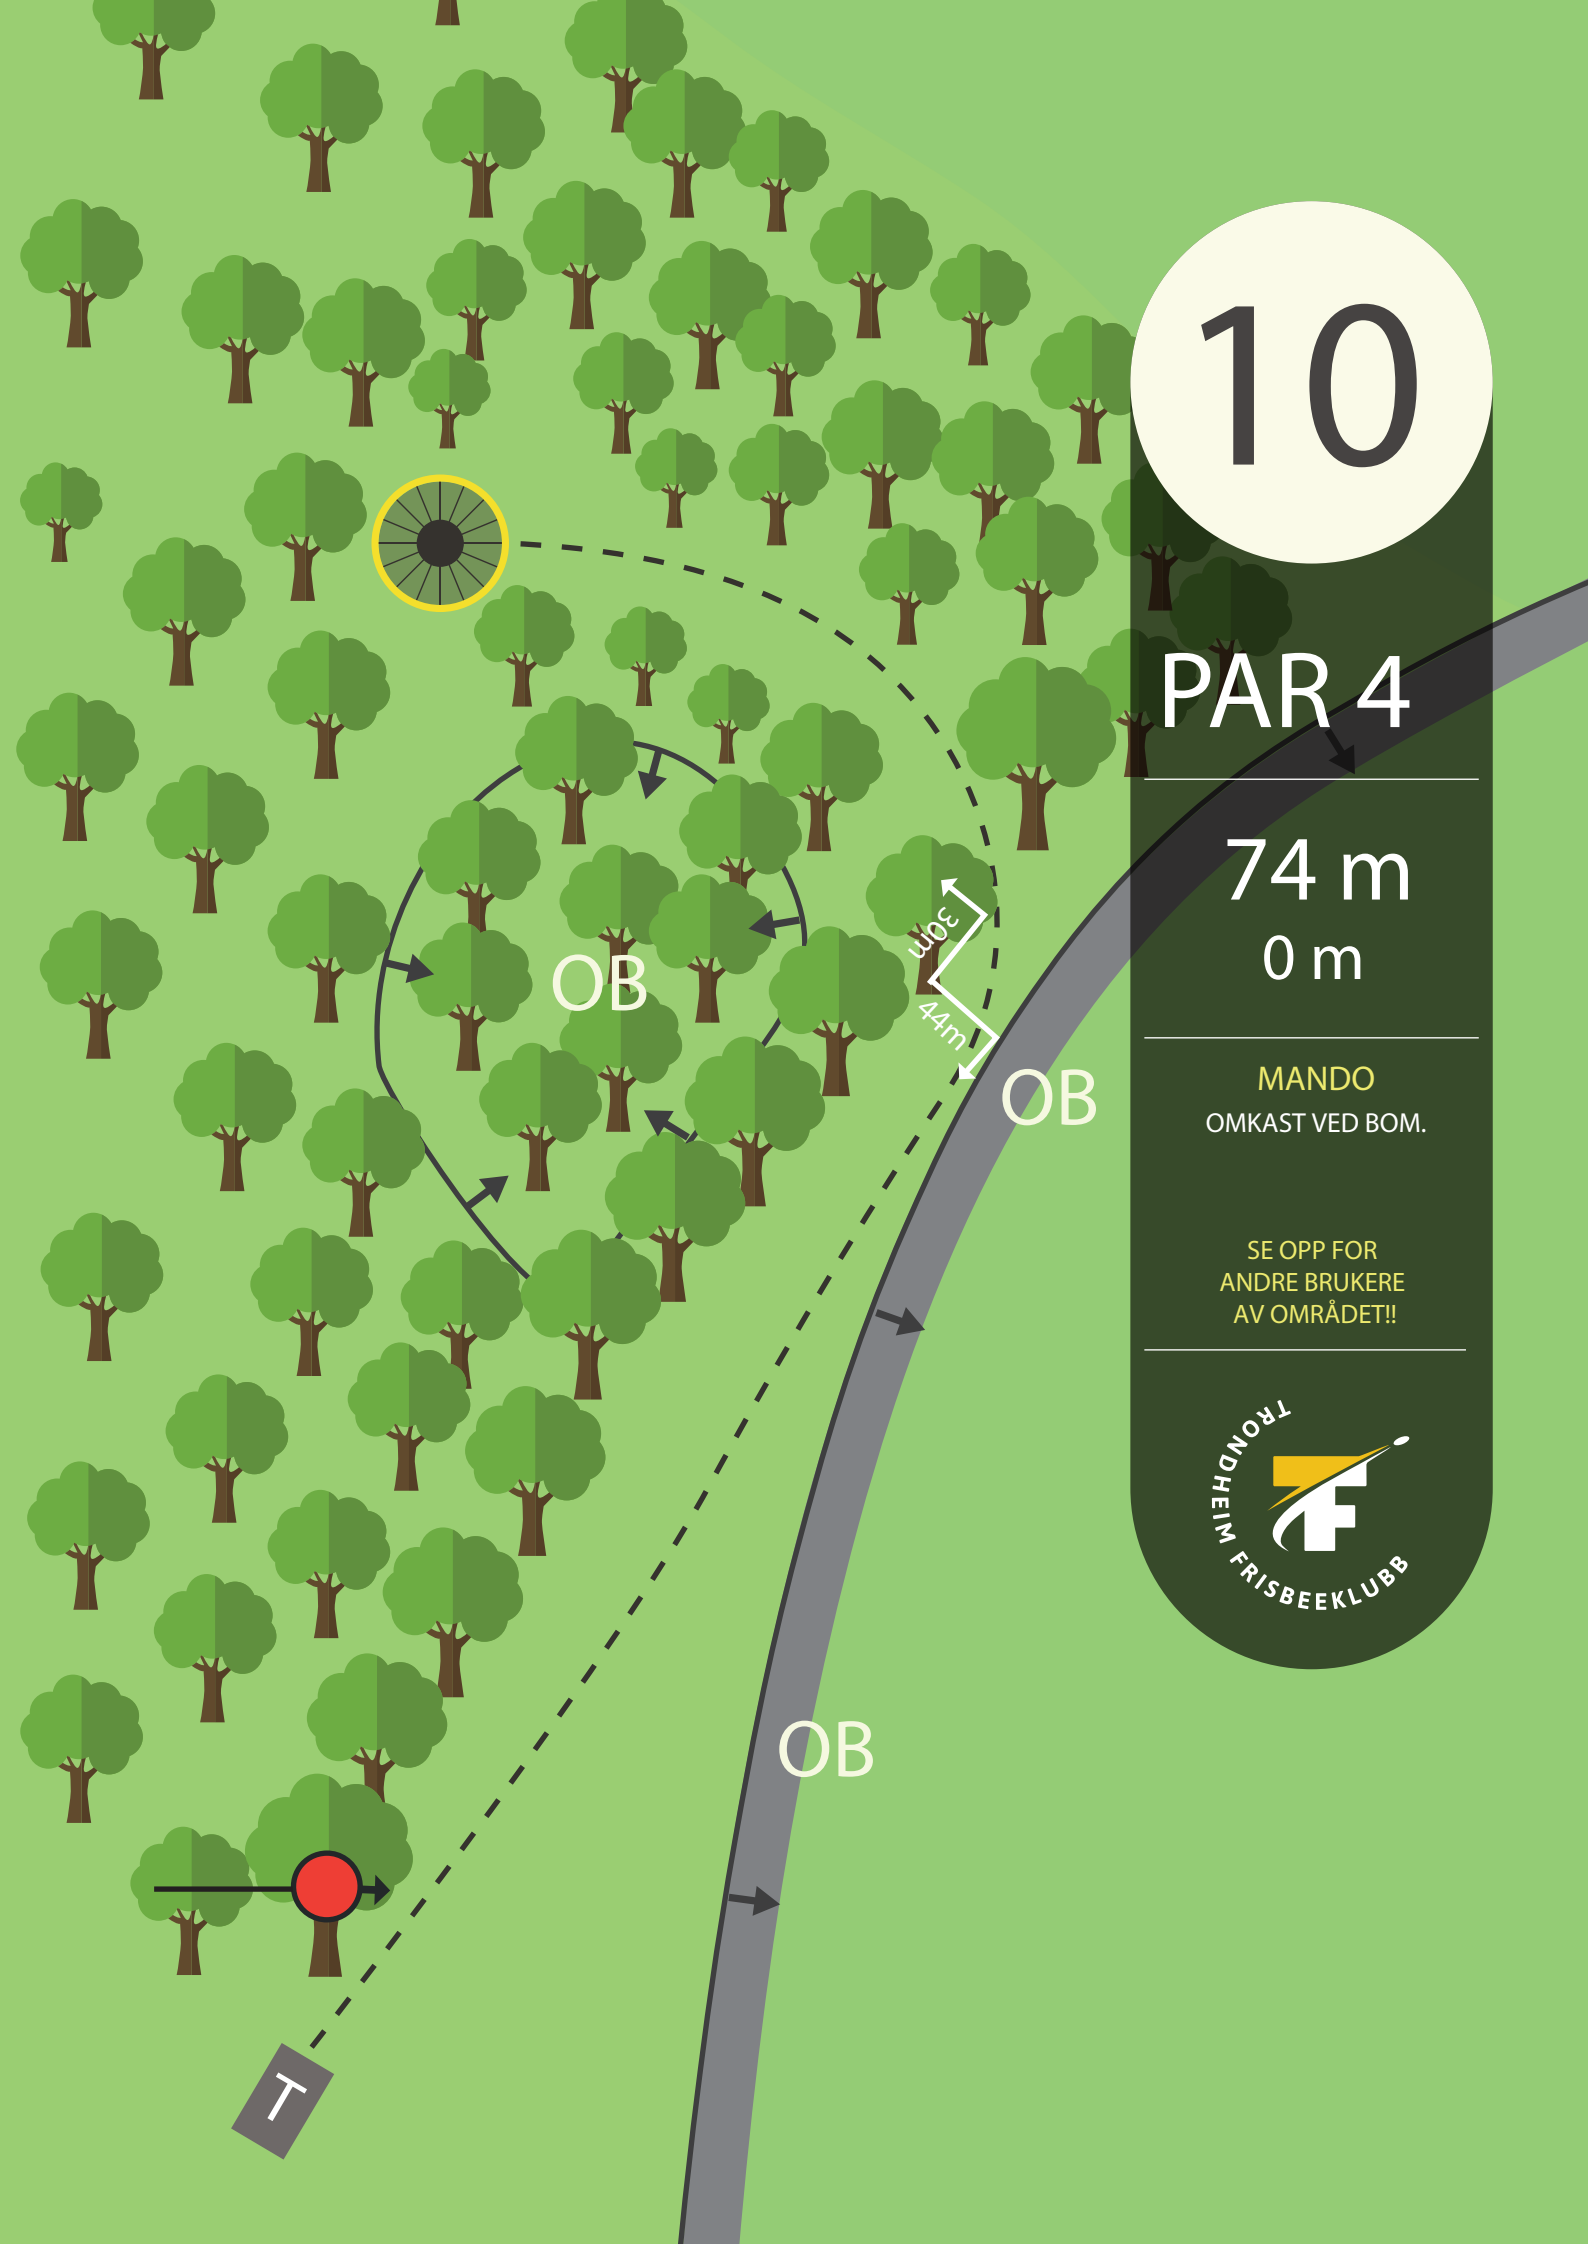 10
PAR 4
74 m
0 m
MANDO
OMKAST VED BOM.
SE OPP FOR
ANDRE BRUKERE
AV OMRÅDET!!
TRONDHEIM FRISBEEKLUBB
OB
30m
44m
OB
OB
T